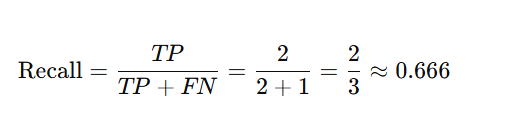 Recall = TP / (TP + FN) = 2 / (2 + 1) = 2 / 3 ≈ 0.666